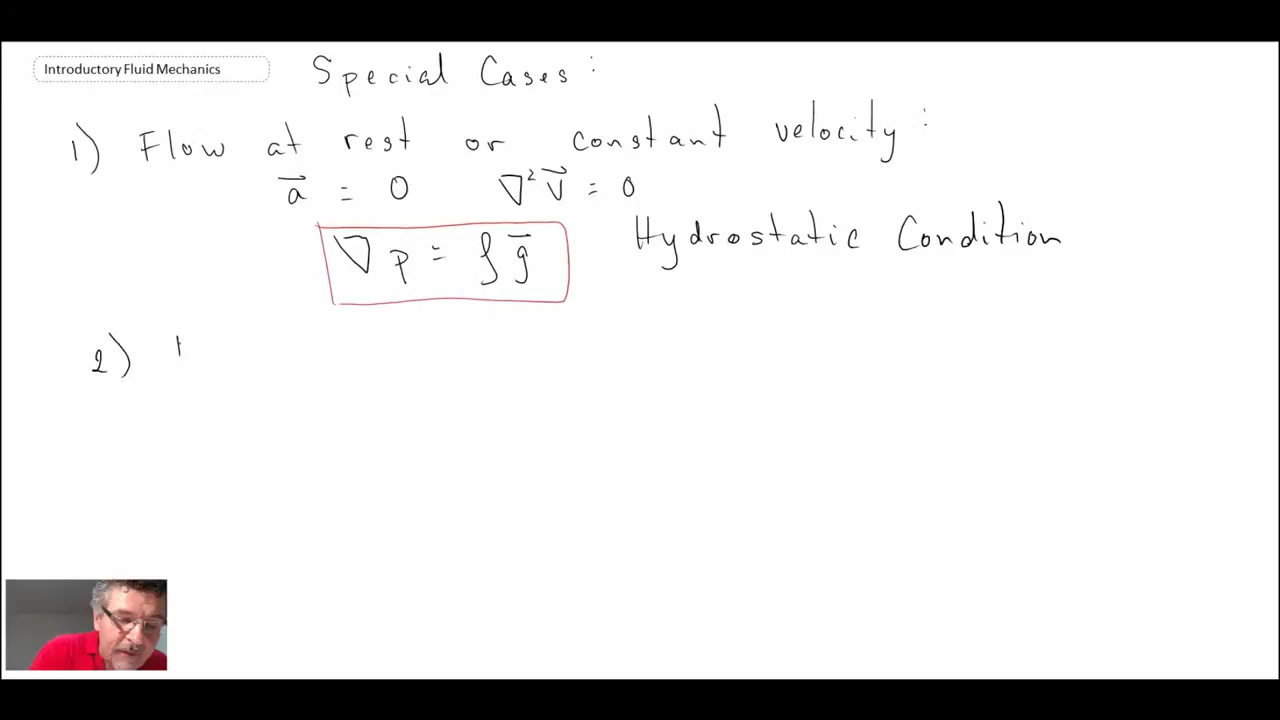 Introductory Fluid Mechanics
Special Cases:
1) Flow at rest or constant velocity:
a⃗ = 0 ∇²V⃗ = 0
∇p = ρg⃗ Hydrostatic Condition
2)